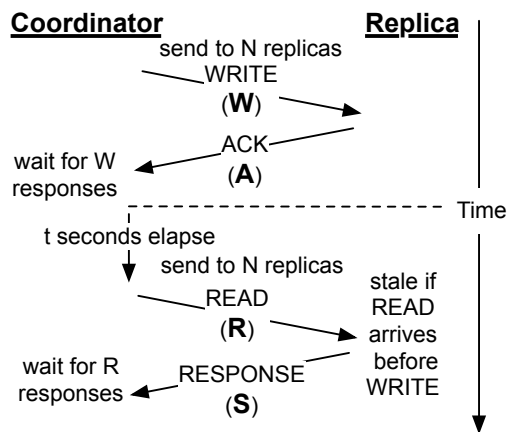 Coordinator Replica
send to N replicas
WRITE
(W)
ACK
(A)
wait for W
responses
Time
t seconds elapse
send to N replicas
READ
(R)
stale if
READ
arrives
before
WRITE
wait for R
responses
RESPONSE
(S)